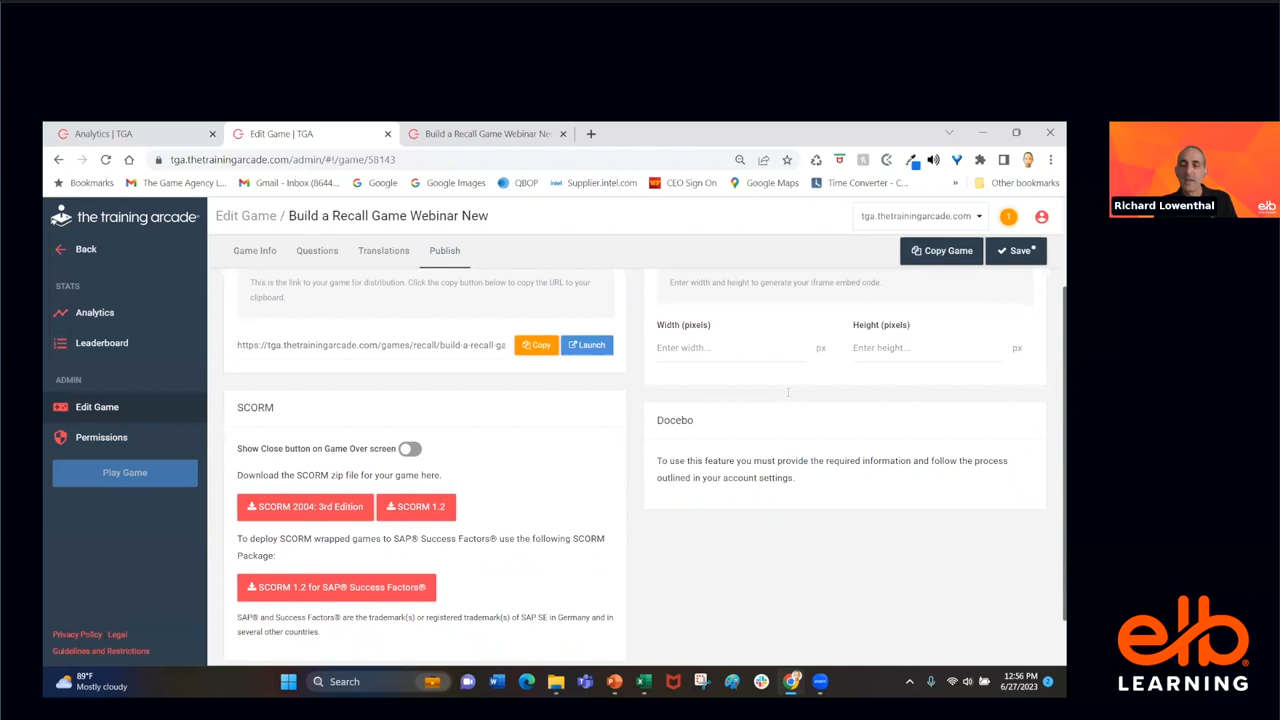 Analytics | TGA
Edit Game | TGA
Build a Recall Game Webinar Ne
tga.thetrainingarcade.com/admin/#!/game/58143
Bookmarks
The Game Agency L...
Gmail - Inbox (8644...
Google
Google Images
QBOP
intel Supplier.intel.com
CEO Sign On
Google Maps
Time Converter - C...
»
Other bookmarks
the training arcade
Edit Game / Build a Recall Game Webinar New
tga.thetrainingarcade.com
1
Back
Game Info
Questions
Translations
Publish
Copy Game
Save*
STATS
Analytics
Leaderboard
ADMIN
Edit Game
Permissions
Play Game
Privacy Policy Legal
Guidelines and Restrictions
This is the link to your game for distribution. Click the copy button below to copy the URL to your
clipboard.
https://tga.thetrainingarcade.com/games/recall/build-a-recall-ga
Copy
Launch
SCORM
Show Close button on Game Over screen
Download the SCORM zip file for your game here.
SCORM 2004: 3rd Edition
SCORM 1.2
To deploy SCORM wrapped games to SAP® Success Factors® use the following SCORM
Package:
SCORM 1.2 for SAP® Success Factors®
SAP® and Success Factors® are the trademark(s) or registered trademark(s) of SAP SE in Germany and in
several other countries.
Enter width and height to generate your iframe embed code.
Width (pixels)
Height (pixels)
Enter width...
px
Enter height...
px
Docebo
To use this feature you must provide the required information and follow the process
outlined in your account settings.
89°F
Mostly cloudy
Search
12:56 PM
6/27/2023
2
Richard Lowenthal
elb
elb
LEARNING